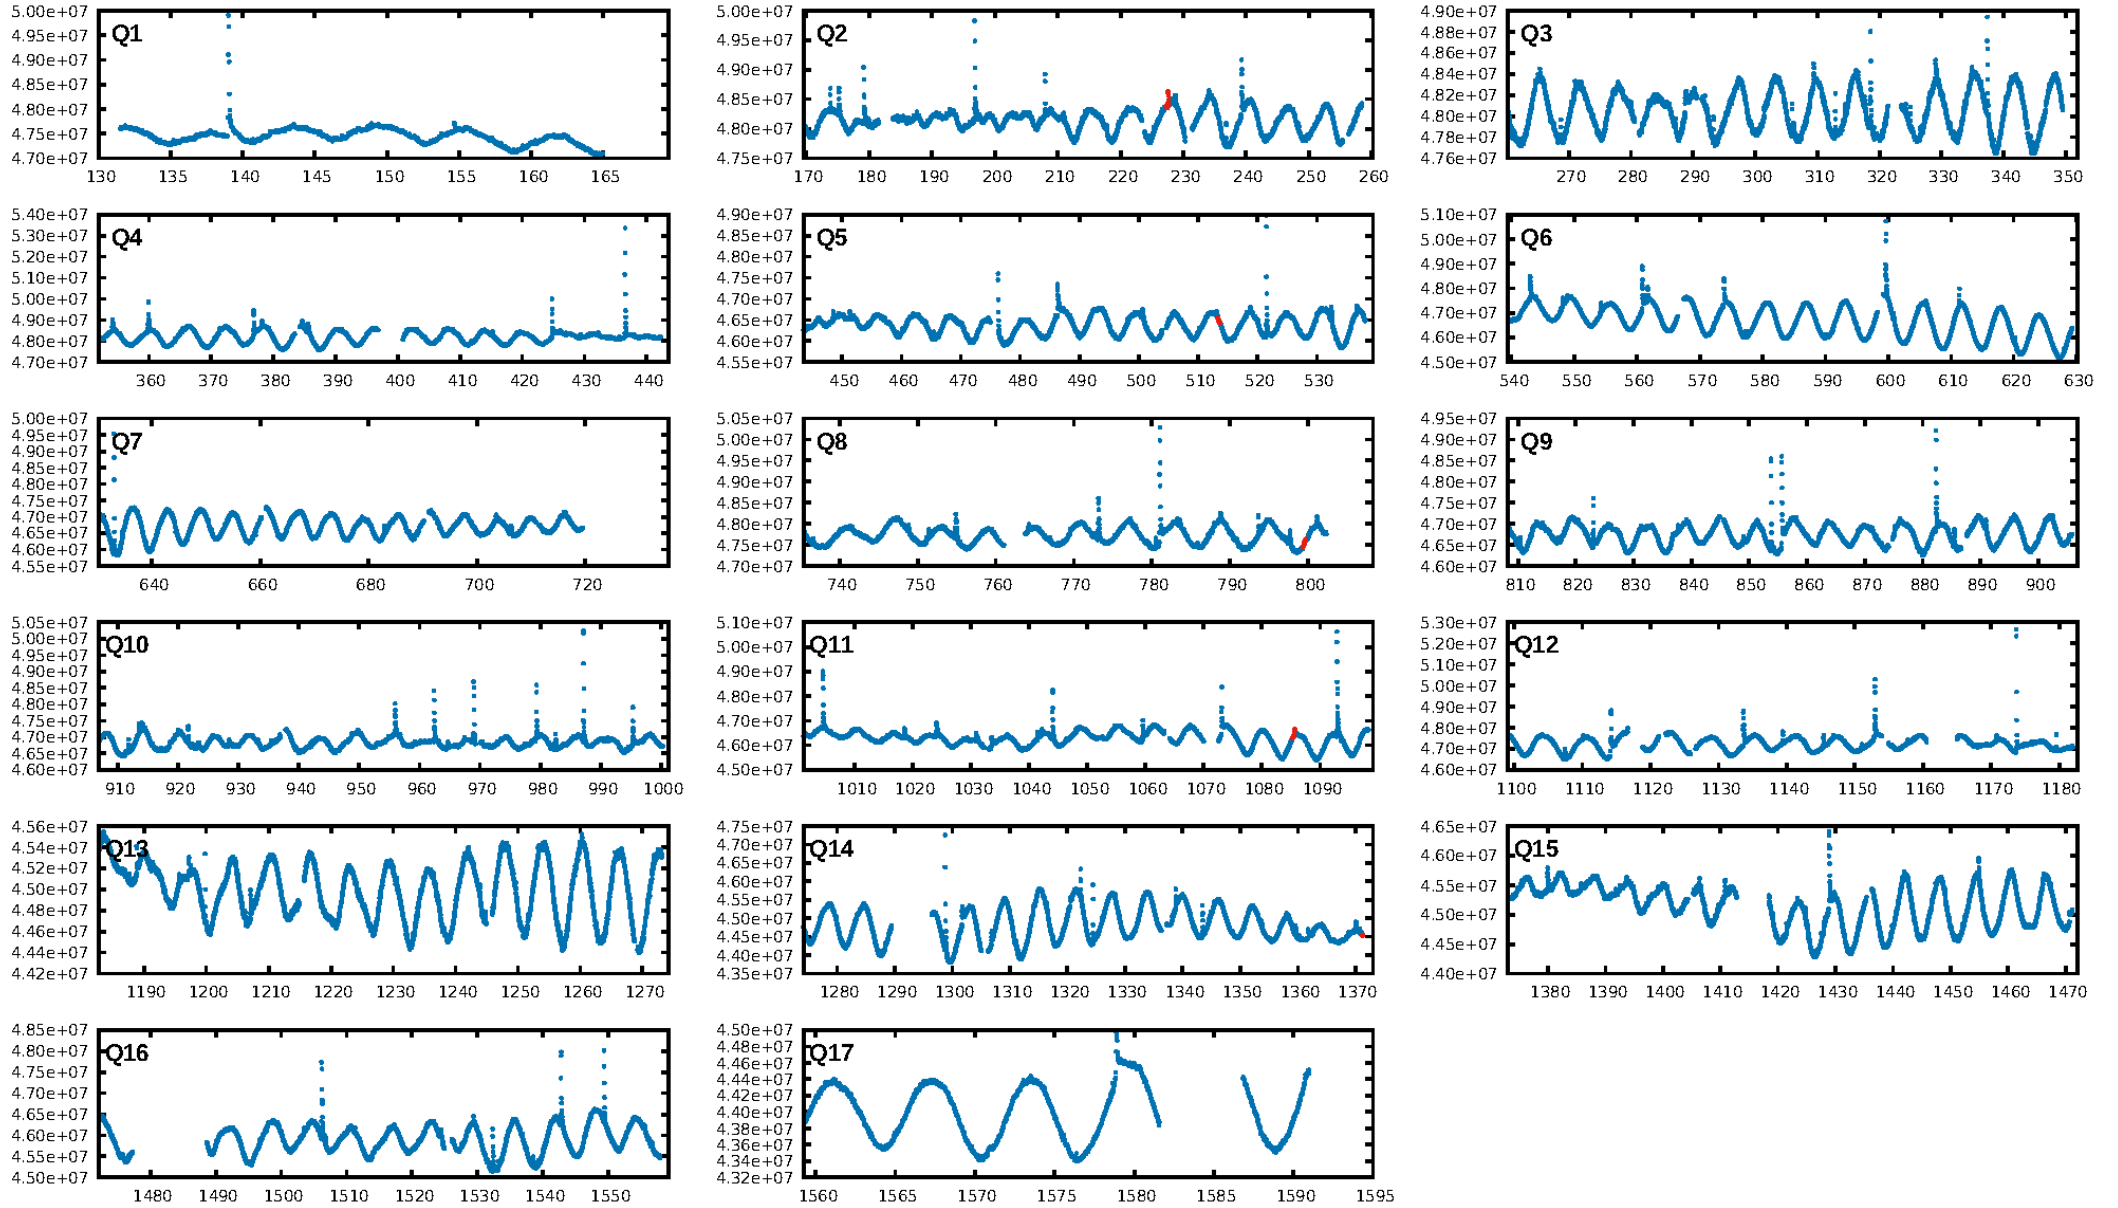 5.00e+07 4.95e+07 4.90e+07 4.85e+07 4.80e+07 4.75e+07 4.70e+07
Q1
130 135 140 145 150 155 160 165
5.00e+07 4.95e+07 4.90e+07 4.85e+07 4.80e+07 4.75e+07
Q2
170 180 190 200 210 220 230 240 250 260
4.90e+07 4.88e+07 4.86e+07 4.84e+07 4.82e+07 4.80e+07 4.78e+07 4.76e+07
Q3
270 280 290 300 310 320 330 340 350
5.40e+07 5.30e+07 5.20e+07 5.10e+07 5.00e+07 4.90e+07 4.80e+07 4.70e+07
Q4
360 370 380 390 400 410 420 430 440
4.90e+07 4.85e+07 4.80e+07 4.75e+07 4.70e+07 4.65e+07 4.60e+07 4.55e+07
Q5
450 460 470 480 490 500 510 520 530
5.10e+07 5.00e+07 4.90e+07 4.80e+07 4.70e+07 4.60e+07 4.50e+07
Q6
540 550 560 570 580 590 600 610 620 630
5.00e+07 4.95e+07 4.90e+07 4.85e+07 4.80e+07 4.75e+07 4.70e+07 4.65e+07 4.60e+07 4.55e+07
Q7
640 660 680 700 720
5.05e+07 5.00e+07 4.95e+07 4.90e+07 4.85e+07 4.80e+07 4.75e+07 4.70e+07
Q8
740 750 760 770 780 790 800
4.95e+07 4.90e+07 4.85e+07 4.80e+07 4.75e+07 4.70e+07 4.65e+07 4.60e+07
Q9
810 820 830 840 850 860 870 880 890 900
5.05e+07 5.00e+07 4.95e+07 4.90e+07 4.85e+07 4.80e+07 4.75e+07 4.70e+07 4.65e+07 4.60e+07
Q10
910 920 930 940 950 960 970 980 990 1000
5.10e+07 5.00e+07 4.90e+07 4.80e+07 4.70e+07 4.60e+07 4.50e+07
Q11
1010 1020 1030 1040 1050 1060 1070 1080 1090
5.30e+07 5.20e+07 5.10e+07 5.00e+07 4.90e+07 4.80e+07 4.70e+07 4.60e+07
Q12
1100 1110 1120 1130 1140 1150 1160 1170 1180
4.56e+07 4.54e+07 4.52e+07 4.50e+07 4.48e+07 4.46e+07 4.44e+07 4.42e+07
Q13
1190 1200 1210 1220 1230 1240 1250 1260 1270
4.75e+07 4.70e+07 4.65e+07 4.60e+07 4.55e+07 4.50e+07 4.45e+07 4.40e+07 4.35e+07
Q14
1280 1290 1300 1310 1320 1330 1340 1350 1360 1370
4.65e+07 4.60e+07 4.55e+07 4.50e+07 4.45e+07 4.40e+07
Q15
1380 1390 1400 1410 1420 1430 1440 1450 1460 1470
4.85e+07 4.80e+07 4.75e+07 4.70e+07 4.65e+07 4.60e+07 4.55e+07 4.50e+07
Q16
1480 1490 1500 1510 1520 1530 1540 1550
4.50e+07 4.48e+07 4.46e+07 4.44e+07 4.42e+07 4.40e+07 4.38e+07 4.36e+07 4.34e+07 4.32e+07
Q17
1560 1565 1570 1575 1580 1585 1590 1595